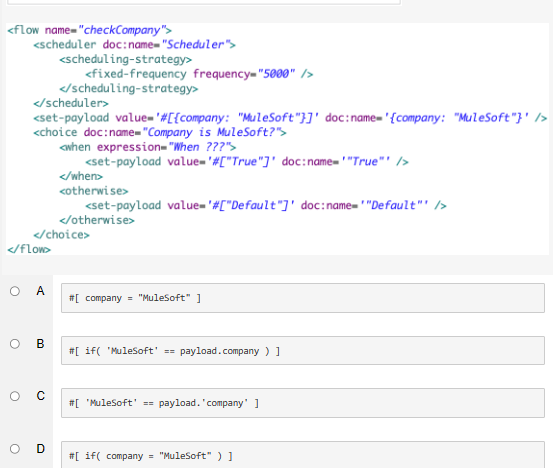 <flow name="checkCompany">
<scheduler doc:name="Scheduler">
<scheduling-strategy>
<fixed-frequency frequency="5000" />
</scheduling-strategy>
</scheduler>
<set-payload value='#[{company: "MuleSoft"}]' doc:name='{company: "MuleSoft"}' />
<choice doc:name="Company is MuleSoft?">
<when expression="When ???">
<set-payload value='#["True"]' doc:name='"True"' />
</when>
<otherwise>
<set-payload value='#["Default"]' doc:name='"Default"' />
</otherwise>
</choice>
</flow>
A #[ company = "MuleSoft" ]
B #[ if( 'MuleSoft' == payload.company ) ]
C #[ 'MuleSoft' == payload.'company' ]
D #[ if( company = "MuleSoft" ) ]